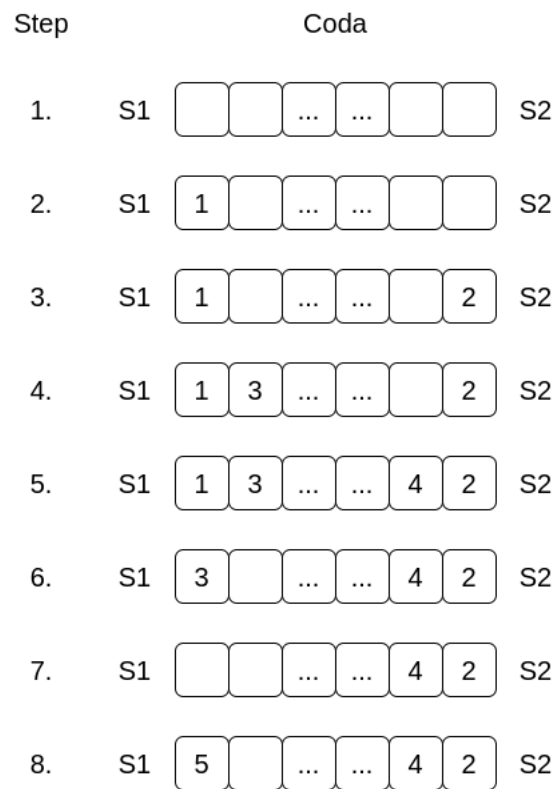 Step Coda
1. S1 ... ... S2
2. S1 1 ... ... S2
3. S1 1 ... ... 2 S2
4. S1 1 3 ... ... 2 S2
5. S1 1 3 ... ... 4 2 S2
6. S1 3 ... ... 4 2 S2
7. S1 ... ... 4 2 S2
8. S1 5 ... ... 4 2 S2